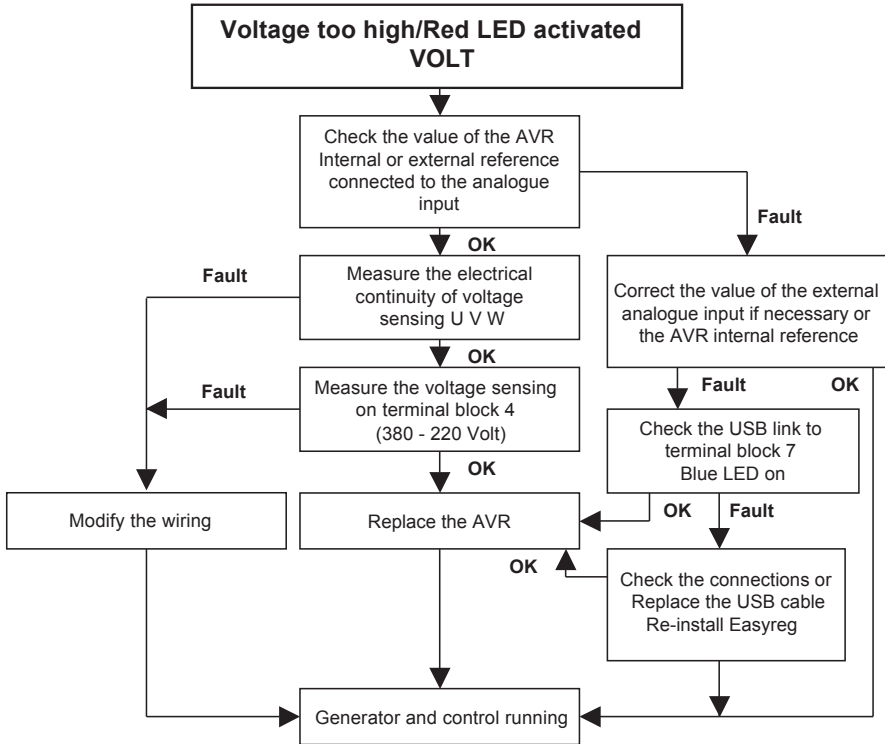 Voltage too high/Red LED activated
VOLT
Check the value of the AVR
Internal or external reference
connected to the analogue
input
Fault
OK
Fault
Measure the electrical
continuity of voltage
sensing U V W
Correct the value of the external
analogue input if necessary or
the AVR internal reference
OK
Fault
Measure the voltage sensing
on terminal block 4
(380 - 220 Volt)
Fault
OK
Check the USB link to
terminal block 7
Blue LED on
OK
Modify the wiring
Replace the AVR
OK
Fault
OK
Check the connections or
Replace the USB cable
Re-install Easyreg
Generator and control running